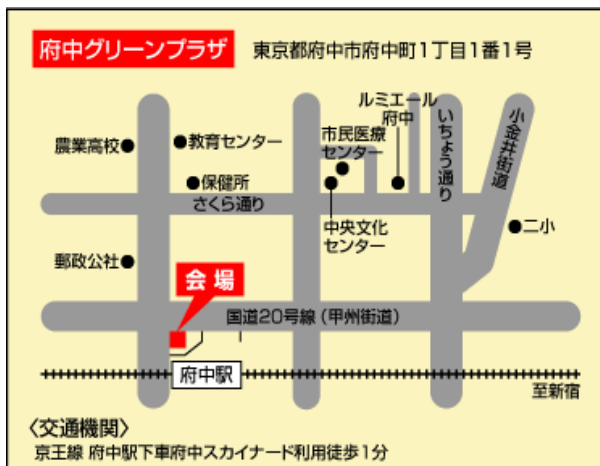 府中グリーンプラザ 東京都府中市府中町1丁目1番1号
ルミエール
府中
いちょう通り
小金井街道
農業高校
教育センター
市民医療
センター
保健所
さくら通り
中央文化
センター
二小
郵政公社
会場
国道20号線(甲州街道)
府中駅
至新宿
〈交通機関〉
京王線 府中駅下車府中スカイナード利用徒歩1分